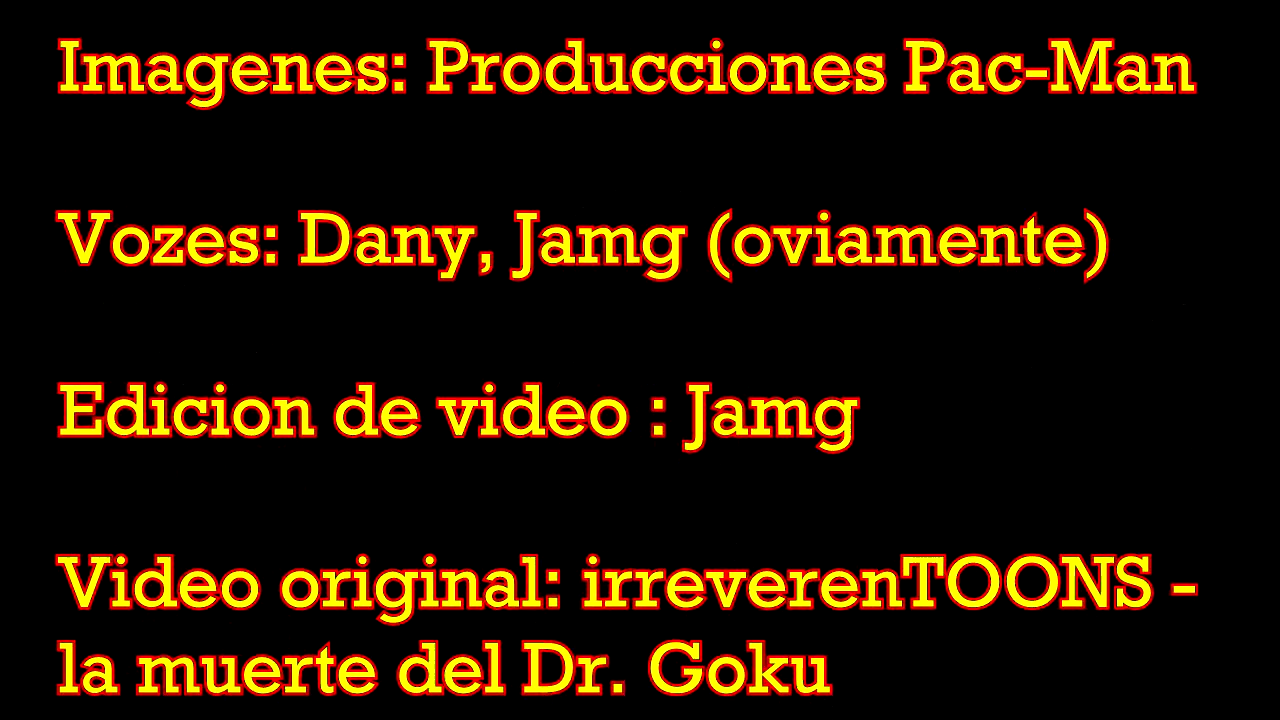 Imagenes: Producciones Pac-Man
Vozes: Dany, Jamg (oviamente)
Edicion de video : Jamg
Video original: irreverenTOONS -
la muerte del Dr. Goku